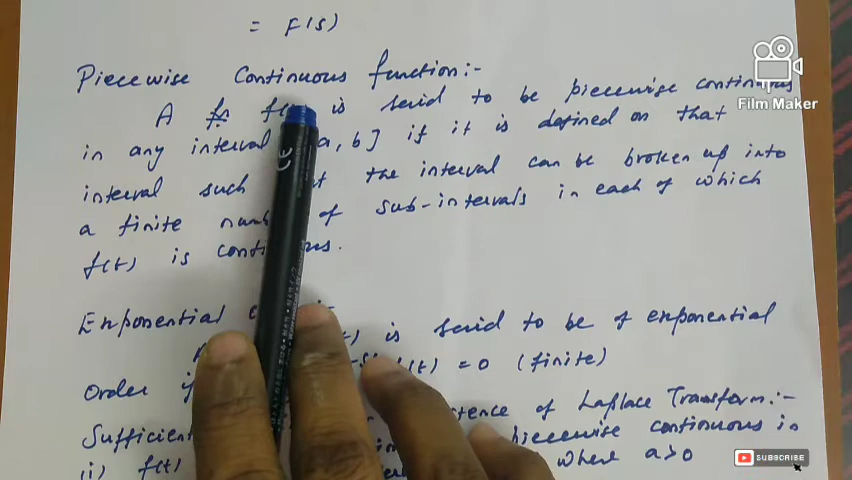 = F(S)
Piecewise Continuous function:-
A fn is said to be piecewise continuous
in any interval a, b] if it is defined on that
interval such the interval can be broken up into
a finite of sub-intervals in each of which
f(t) is
Exponential
(t) is said to be of exponential
Order (t) = 0 (finite)
Sufficient of Laplace Transform:-
ii) f(t) piecewise continuous in
where a>0
Film Maker
SUBSCRIBE